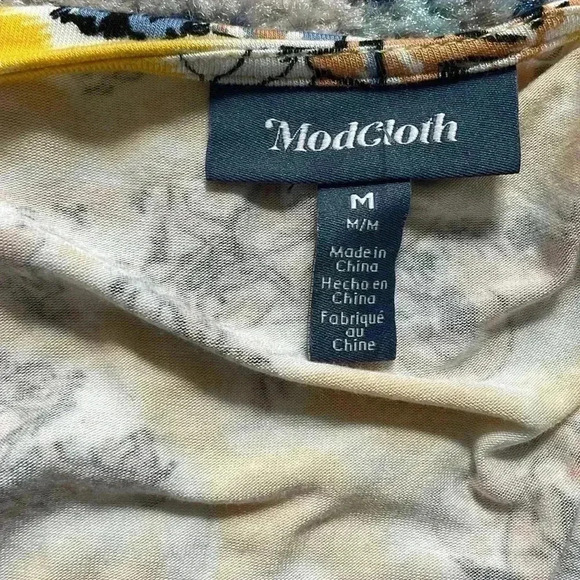 ModCloth
M
M/M
Made in
China
Hecho en
China
Fabriqué
au
Chine